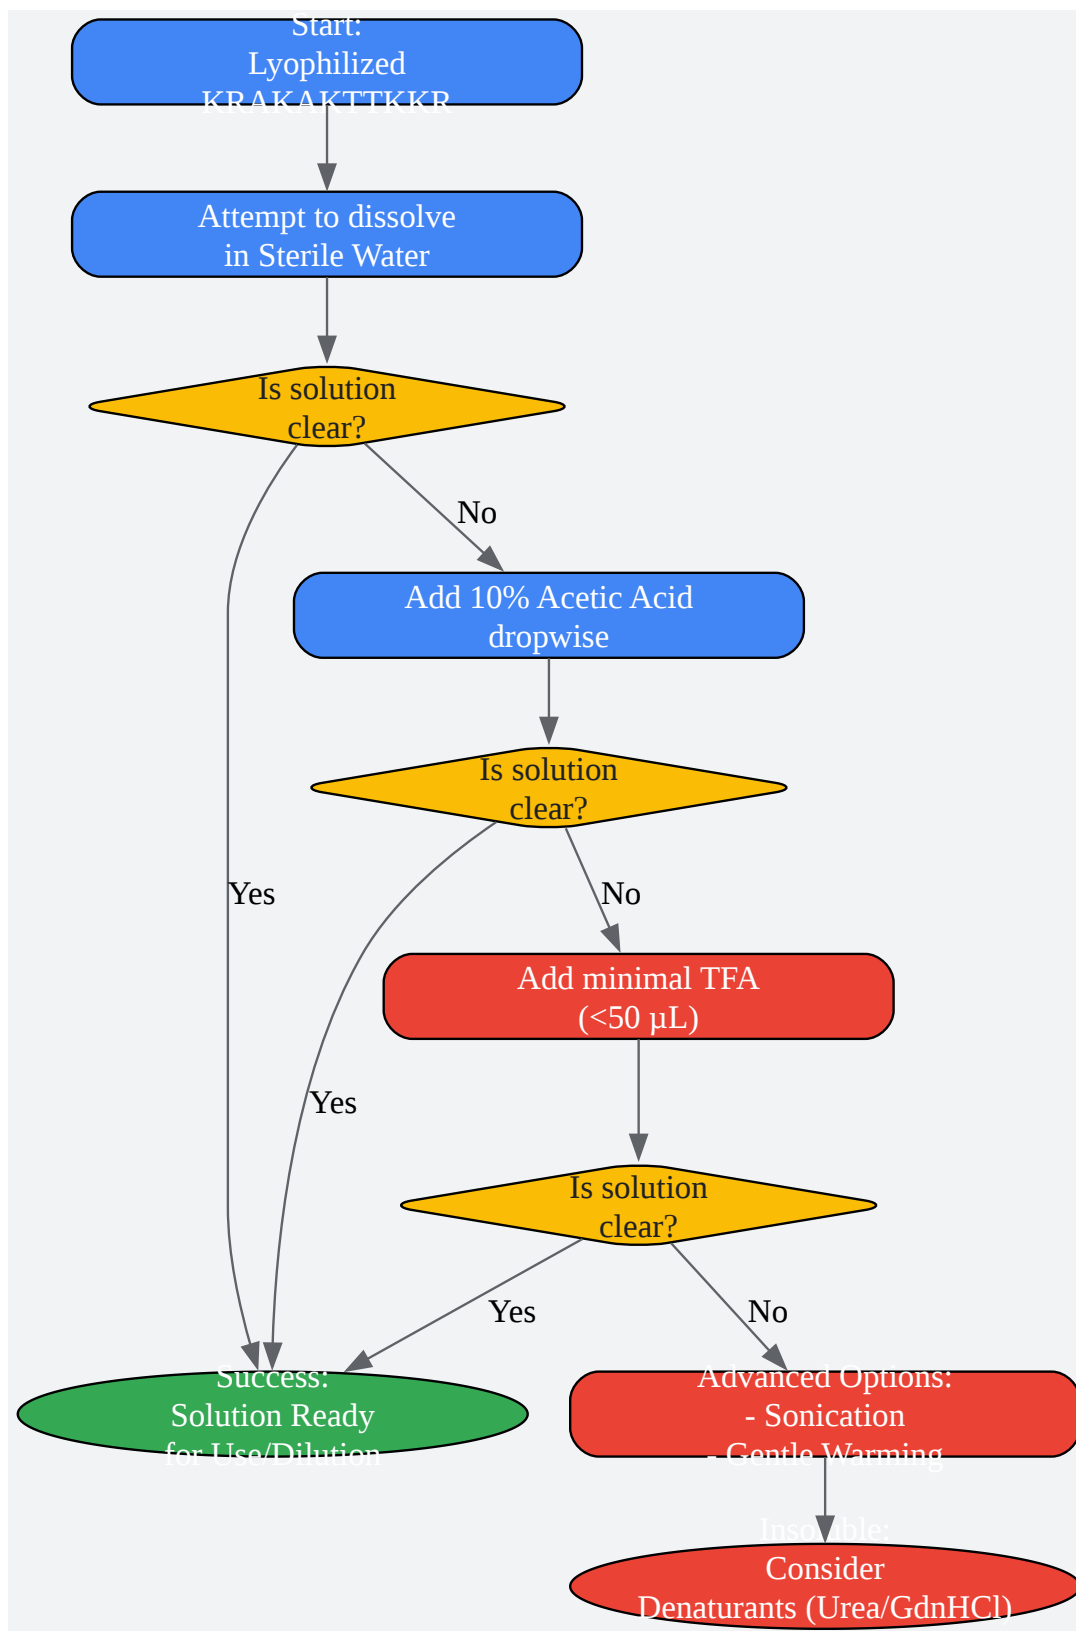 Start:
Lyophilized
KRAKAKTTKKR
Attempt to dissolve
in Sterile Water
Is solution
clear?
No
Add 10% Acetic Acid
dropwise
Is solution
clear?
Yes
No
Add minimal TFA
(<50 µL)
Yes
Is solution
clear?
Yes
No
Success:
Solution Ready
for Use/Dilution
Advanced Options:
- Sonication
- Gentle Warming
Insoluble:
Consider
Denaturants (Urea/GdnHCl)